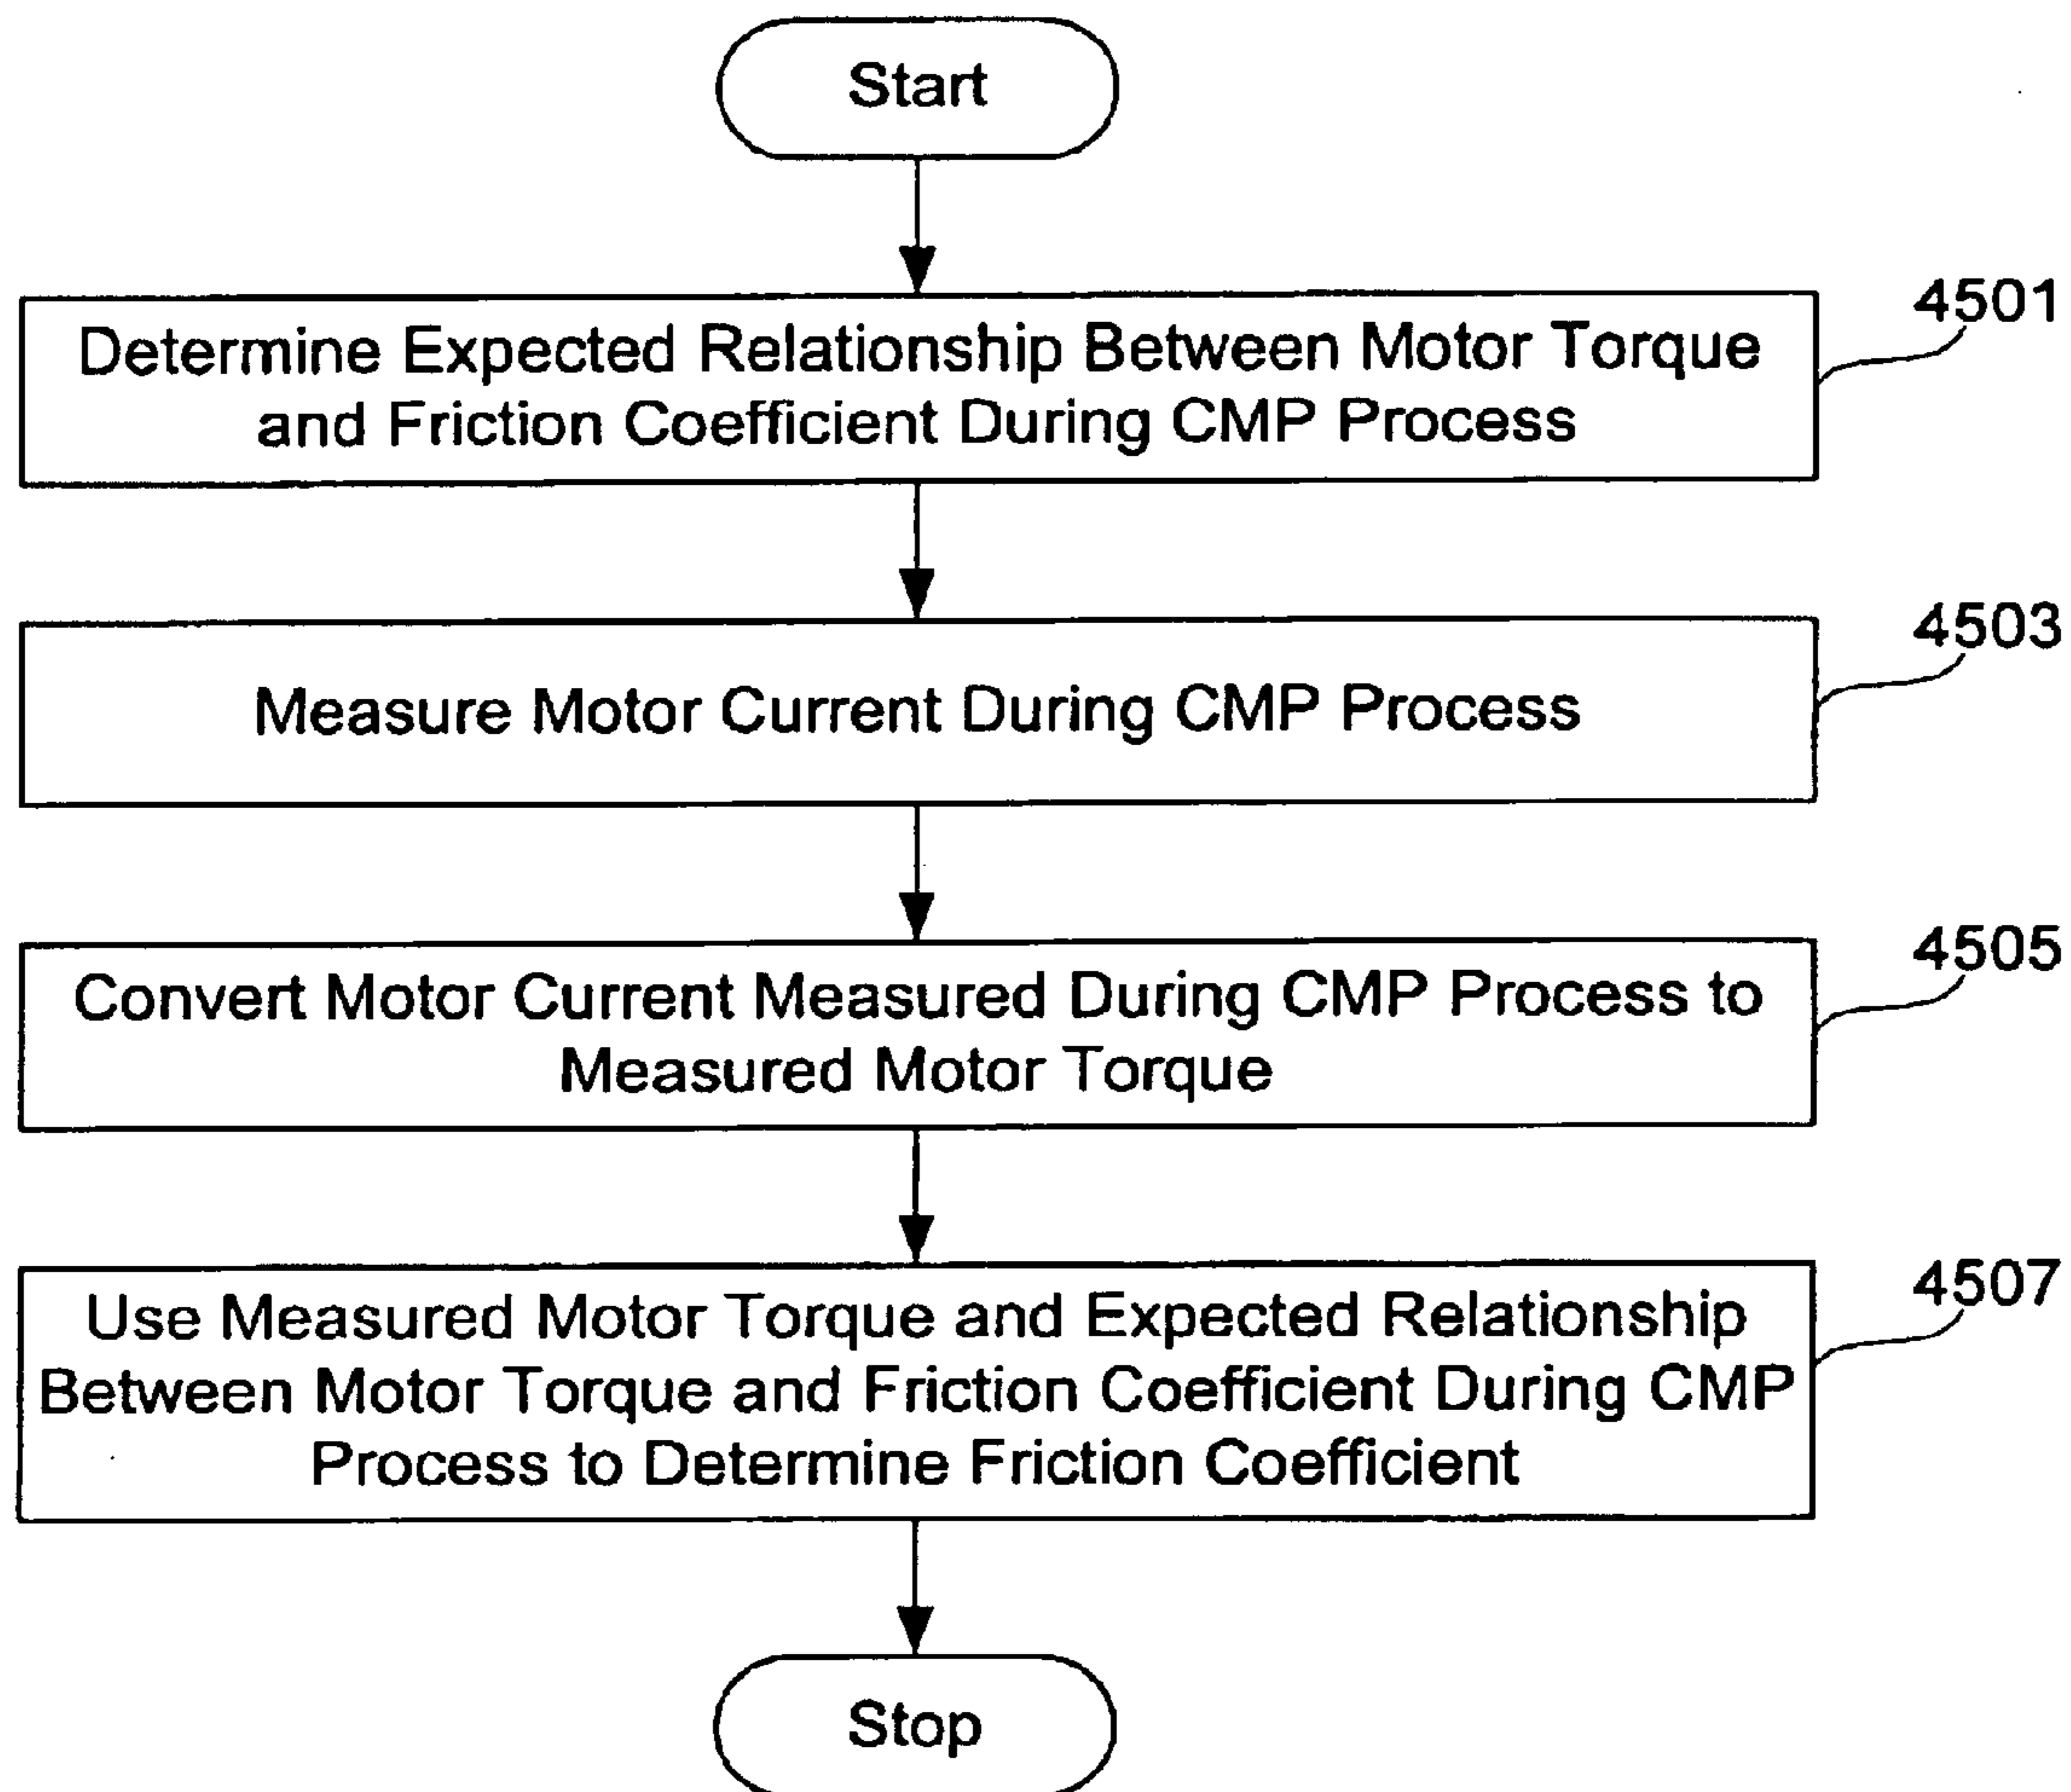 Start
4501
Determine Expected Relationship Between Motor Torque
and Friction Coefficient During CMP Process
4503
Measure Motor Current During CMP Process
4505
Convert Motor Current Measured During CMP Process to
Measured Motor Torque
4507
Use Measured Motor Torque and Expected Relationship
Between Motor Torque and Friction Coefficient During CMP
Process to Determine Friction Coefficient
Stop